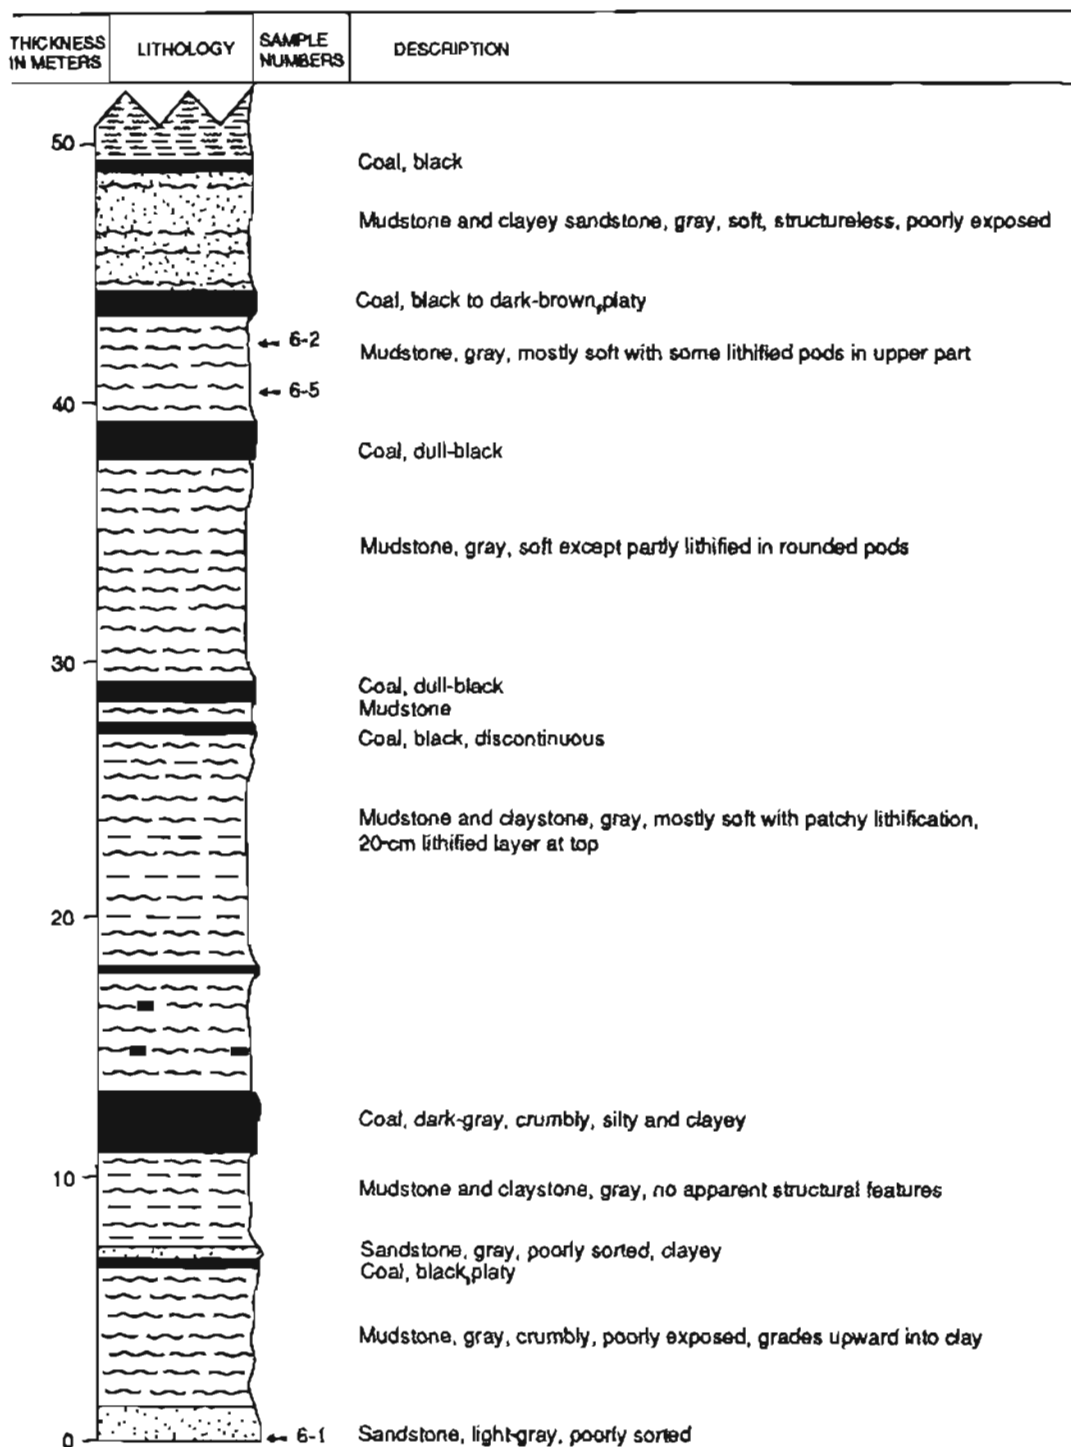 THICKNESS
IN METERS
LITHOLOGY
SAMPLE
NUMBERS
DESCRIPTION
50
Coal, black
Mudstone and clayey sandstone, gray, soft, structureless, poorly exposed
Coal, black to dark-brown, platy
6-2
Mudstone, gray, mostly soft with some lithified pods in upper part
6-5
40
Coal, dull-black
Mudstone, gray, soft except partly lithified in rounded pods
30
Coal, dull-black
Mudstone
Coal, black, discontinuous
Mudstone and claystone, gray, mostly soft with patchy lithification,
20-cm lithified layer at top
20
Coal, dark-gray, crumbly, silty and clayey
10
Mudstone and claystone, gray, no apparent structural features
Sandstone, gray, poorly sorted, clayey
Coal, black, platy
Mudstone, gray, crumbly, poorly exposed, grades upward into clay
0
6-1
Sandstone, light-gray, poorly sorted